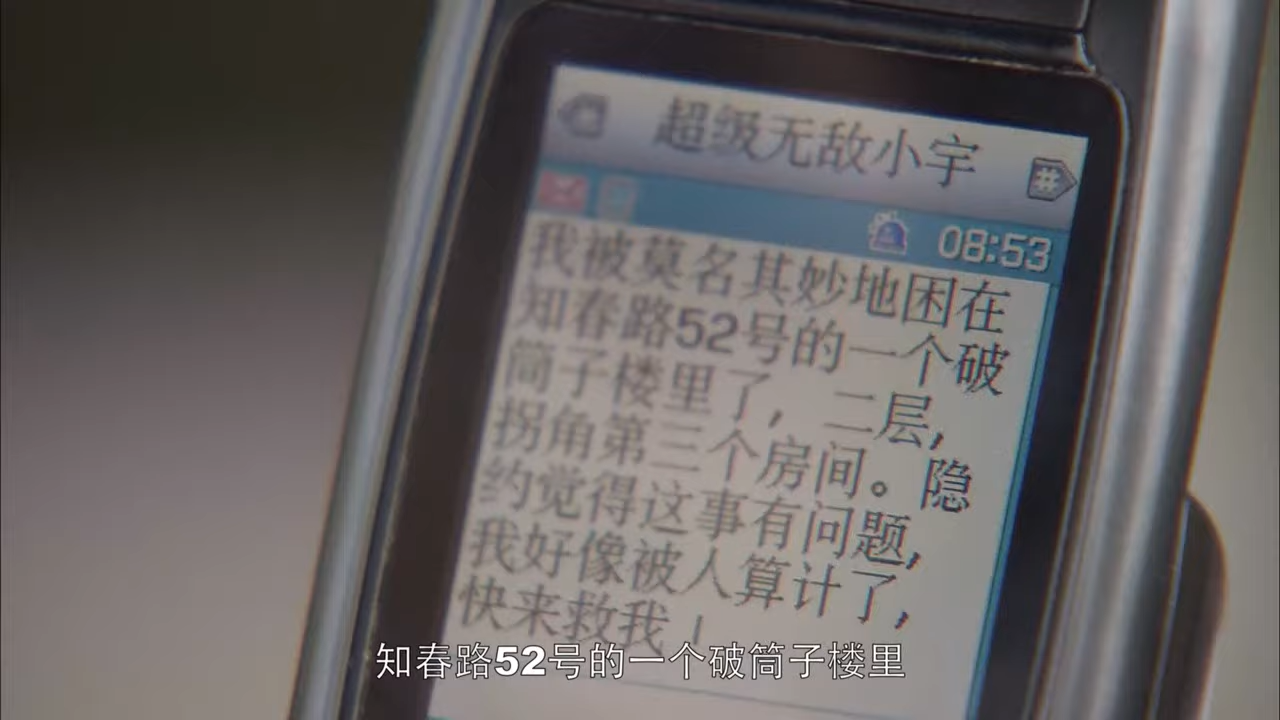 超级无敌小宇
#
08:53
我被莫名其妙地困在
知春路52号的一个破
筒子楼里了，二层，
拐角第三个房间。隐
约觉得这事有问题，
我好像被人算计了，
快来救我！
知春路52号的一个破筒子楼里